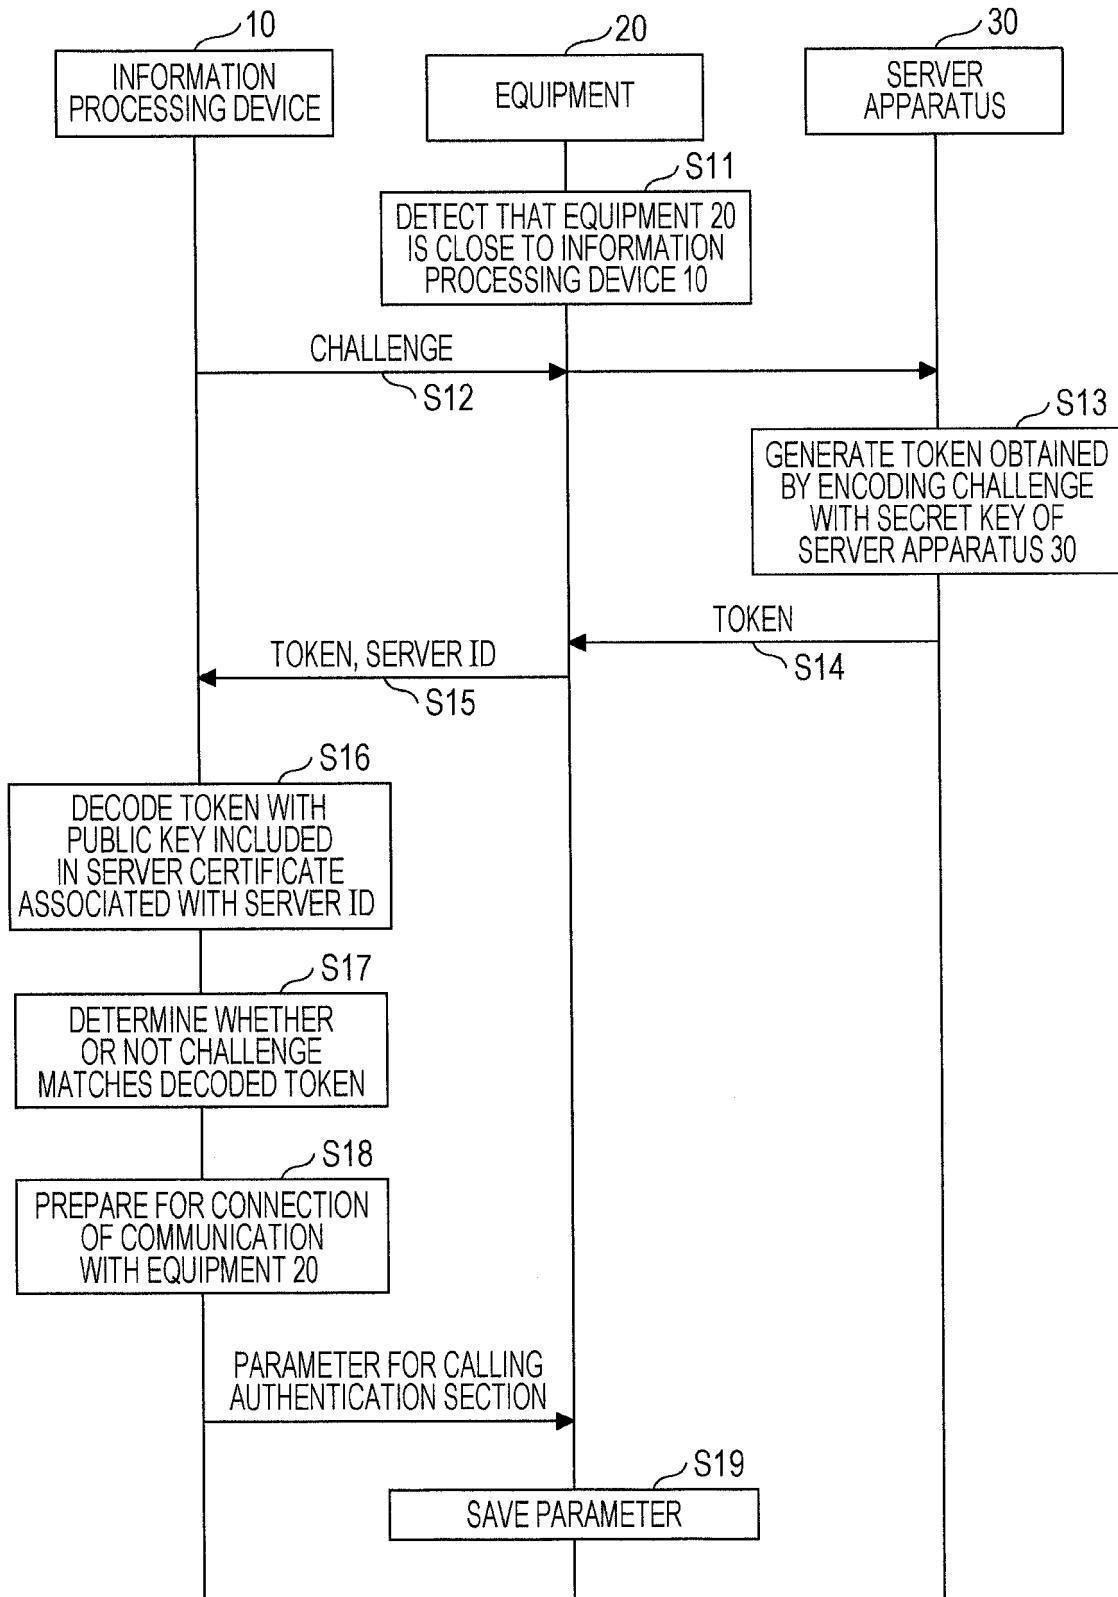 10
20
30
INFORMATION
PROCESSING DEVICE
EQUIPMENT
SERVER
APPARATUS
S11
DETECT THAT EQUIPMENT 20
IS CLOSE TO INFORMATION
PROCESSING DEVICE 10
CHALLENGE
S12
S13
GENERATE TOKEN OBTAINED
BY ENCODING CHALLENGE
WITH SECRET KEY OF
SERVER APPARATUS 30
TOKEN
S14
TOKEN, SERVER ID
S15
S16
DECODE TOKEN WITH
PUBLIC KEY INCLUDED
IN SERVER CERTIFICATE
ASSOCIATED WITH SERVER ID
S17
DETERMINE WHETHER
OR NOT CHALLENGE
MATCHES DECODED TOKEN
S18
PREPARE FOR CONNECTION
OF COMMUNICATION
WITH EQUIPMENT 20
PARAMETER FOR CALLING
AUTHENTICATION SECTION
S19
SAVE PARAMETER